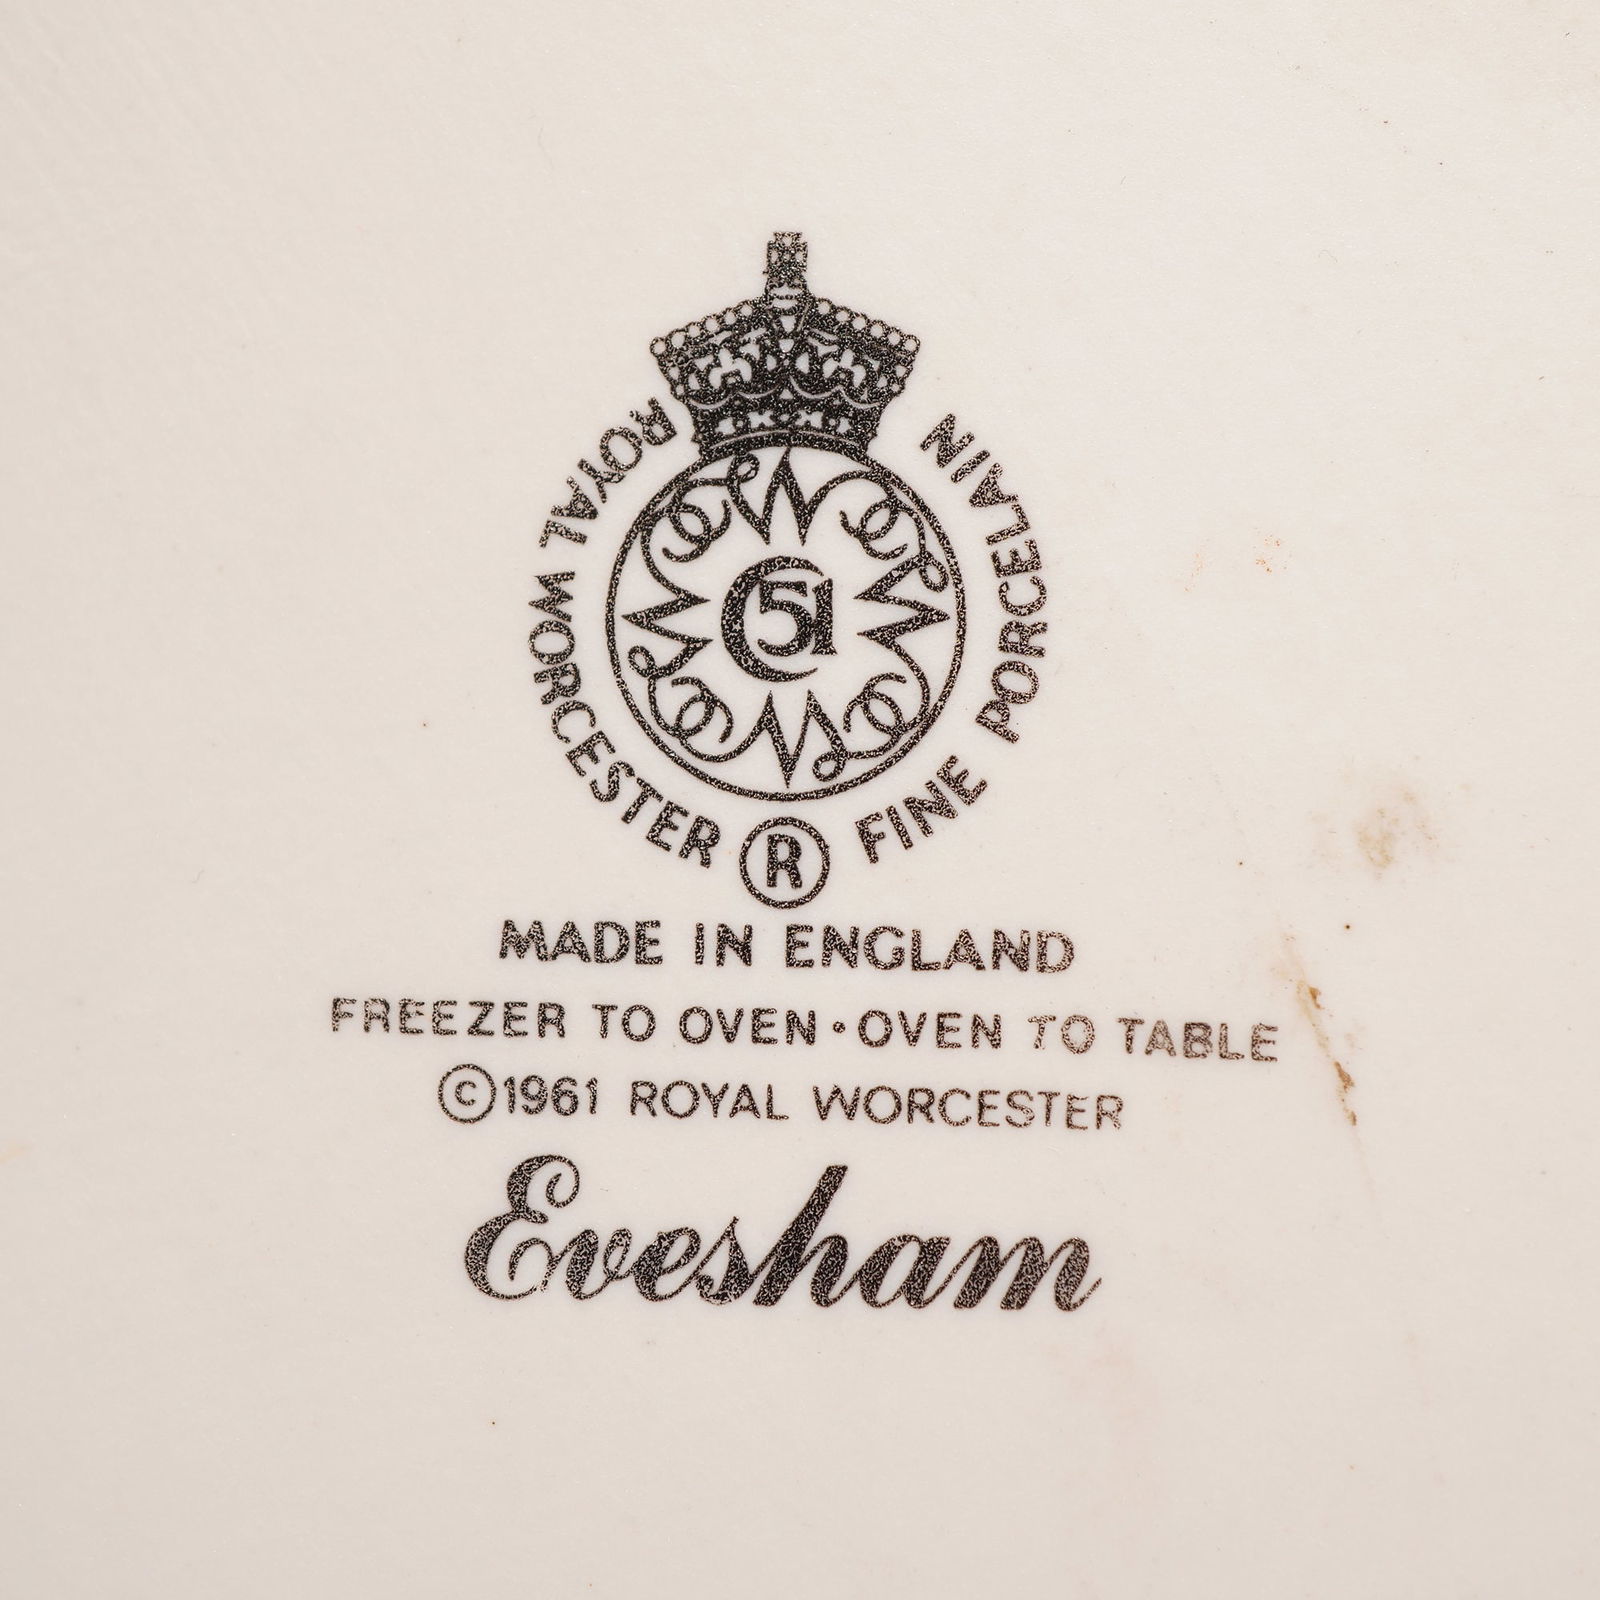 ROYAL WORCESTER ® FINE PORCELAIN
51
MADE IN ENGLAND
FREEZER TO OVEN·OVEN TO TABLE
©1961 ROYAL WORCESTER
Evesham